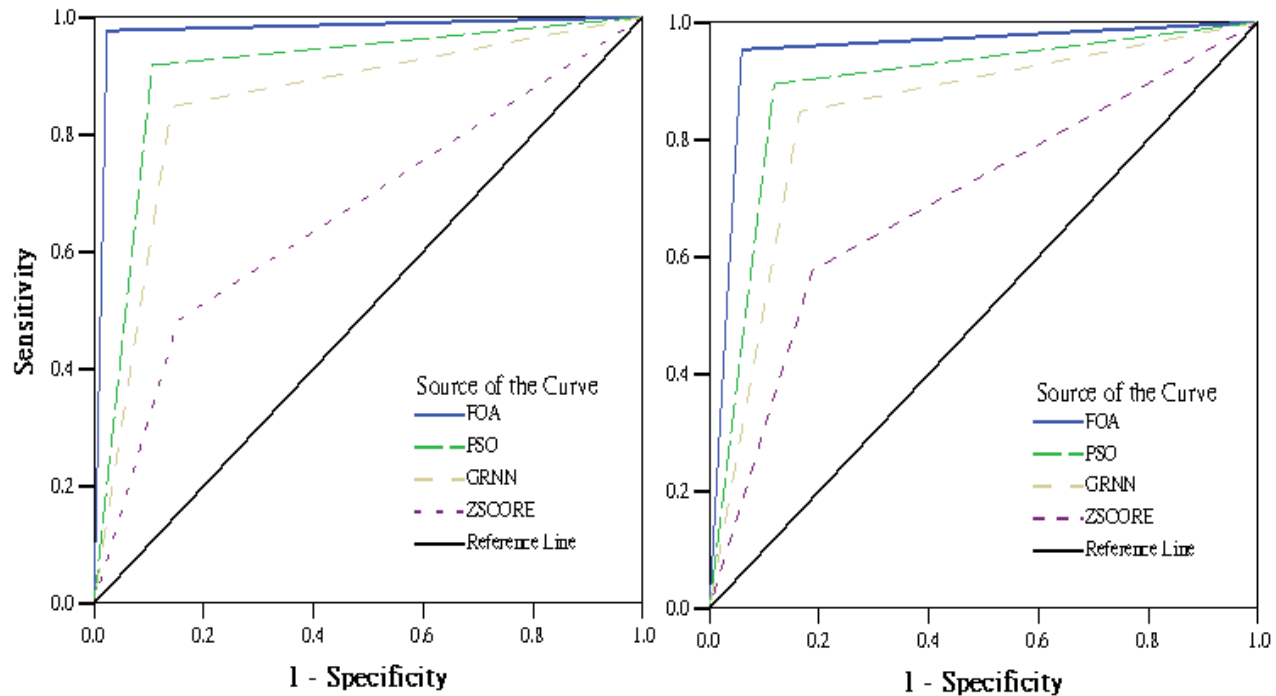 1.0
0.8
0.6
0.4
0.2
0.0
Sensitivity
Source of the Curve
FOA
PSO
GRNN
ZSCORE
Reference Line
0.0 0.2 0.4 0.6 0.8 1.0
1 - Specificity
1.0
0.8
0.6
0.4
0.2
0.0
Source of the Curve
FOA
PSO
GRNN
ZSCORE
Reference Line
0.0 0.2 0.4 0.6 0.8 1.0
1 - Specificity